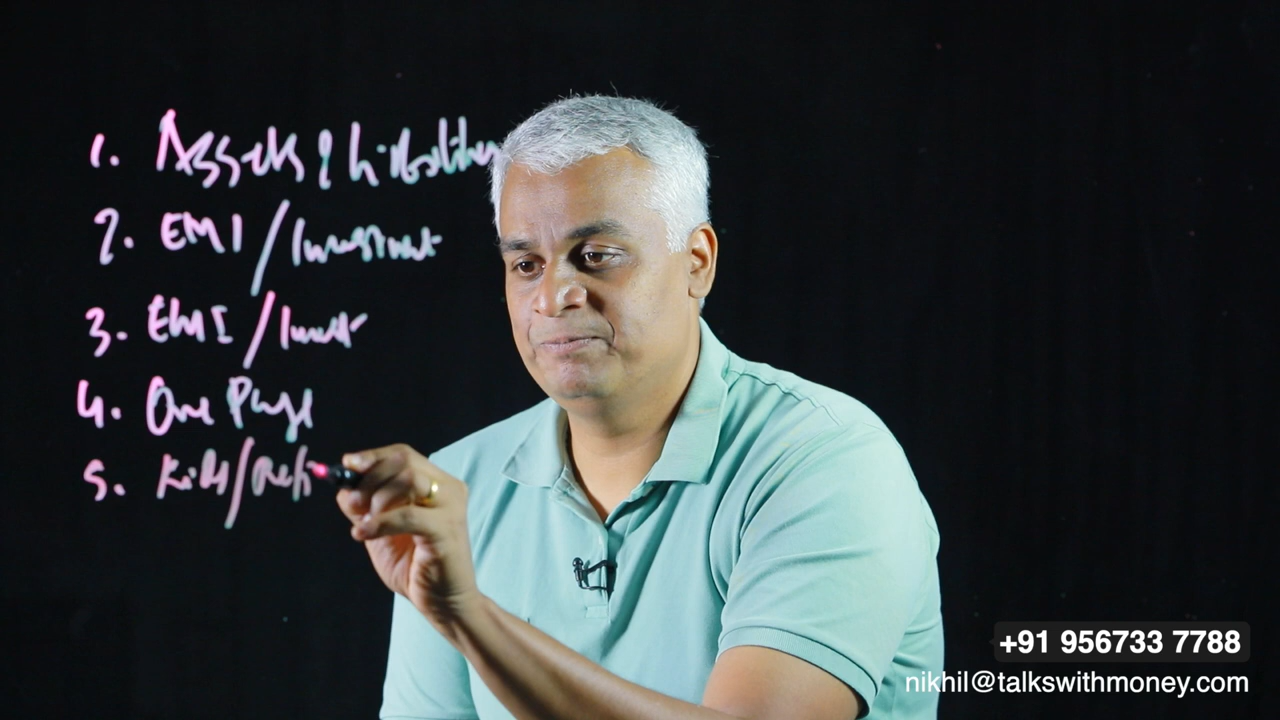 1. Assets & Liabilities
2. EMI / Investment
3. EMI / Invest
4. One Page
5. Kids/Reti
+91 956733 7788
nikhil@talkswithmoney.com